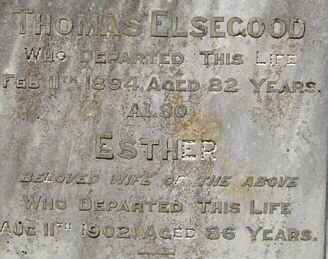 THOMAS ELSEGOOD
WHO DEPARTED THIS LIFE
FEB 11TH 1894, AGED 82 YEARS.
ALSO
ESTHER
BELOVED WIFE OF THE ABOVE
WHO DEPARTED THIS LIFE
AUG 11TH 1902, AGED 86 YEARS.